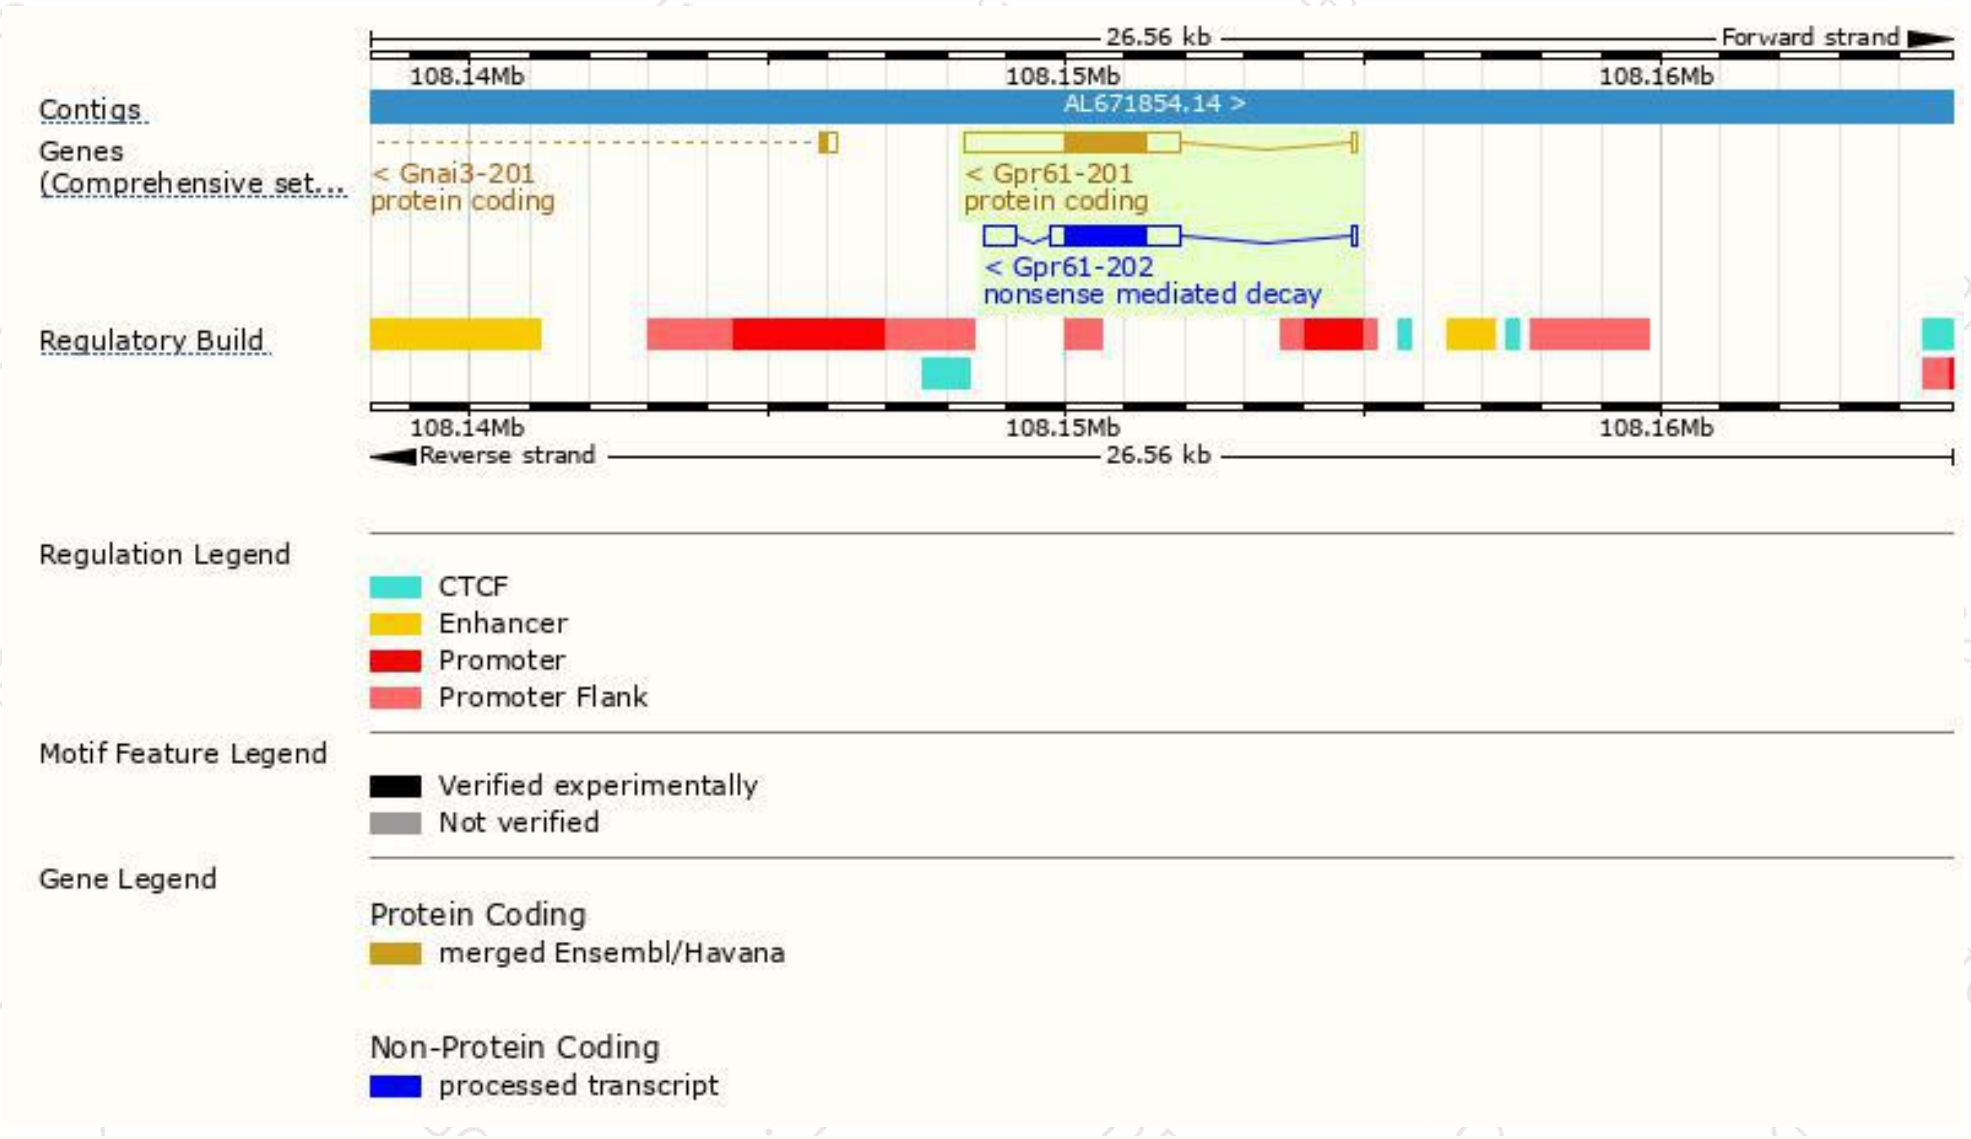 26.56 kb Forward strand
108.14Mb 108.15Mb 108.16Mb
Contigs AL671854.14 >
Genes
(Comprehensive set...
< Gnai3-201
protein coding
< Gpr61-201
protein coding
< Gpr61-202
nonsense mediated decay
Regulatory Build
108.14Mb 108.15Mb 108.16Mb
Reverse strand 26.56 kb
Regulation Legend
CTCF
Enhancer
Promoter
Promoter Flank
Motif Feature Legend
Verified experimentally
Not verified
Gene Legend
Protein Coding
merged Ensembl/Havana
Non-Protein Coding
processed transcript